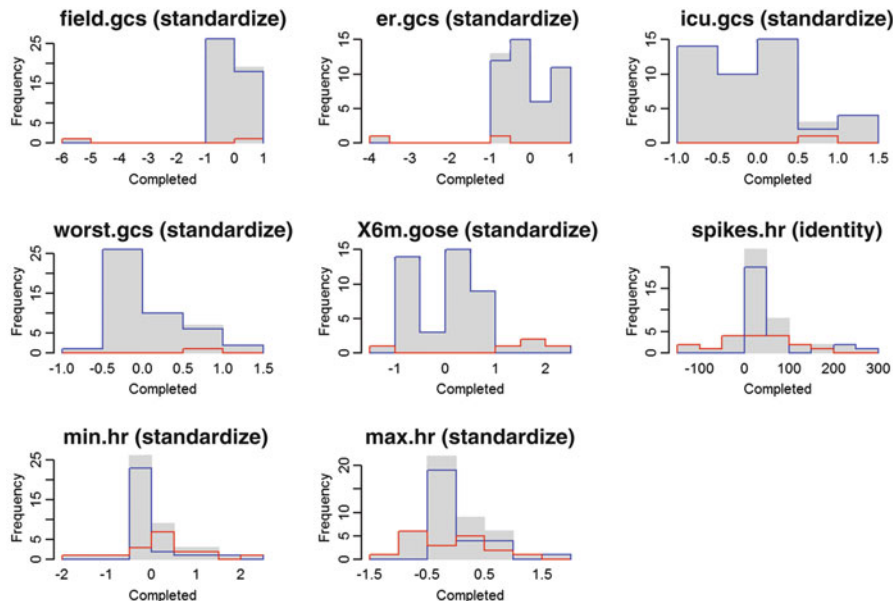 field.gcs (standardize)
Frequency
0 5 15 25
-6 -5 -4 -3 -2 -1 0 1
Completed
er.gcs (standardize)
Frequency
0 5 10 15
-4 -3 -2 -1 0 1
Completed
icu.gcs (standardize)
Frequency
0 5 10 15
-1.0 -0.5 0.0 0.5 1.0 1.5
Completed
worst.gcs (standardize)
Frequency
0 5 15 25
-1.0 -0.5 0.0 0.5 1.0 1.5
Completed
X6m.gose (standardize)
Frequency
0 5 10 15
-1 0 1 2
Completed
spikes.hr (identity)
Frequency
0 5 15
-100 0 100 200 300
Completed
min.hr (standardize)
Frequency
0 5 15 25
-2 -1 0 1 2
Completed
max.hr (standardize)
Frequency
0 5 10 20
-1.5 -0.5 0.5 1.5
Completed